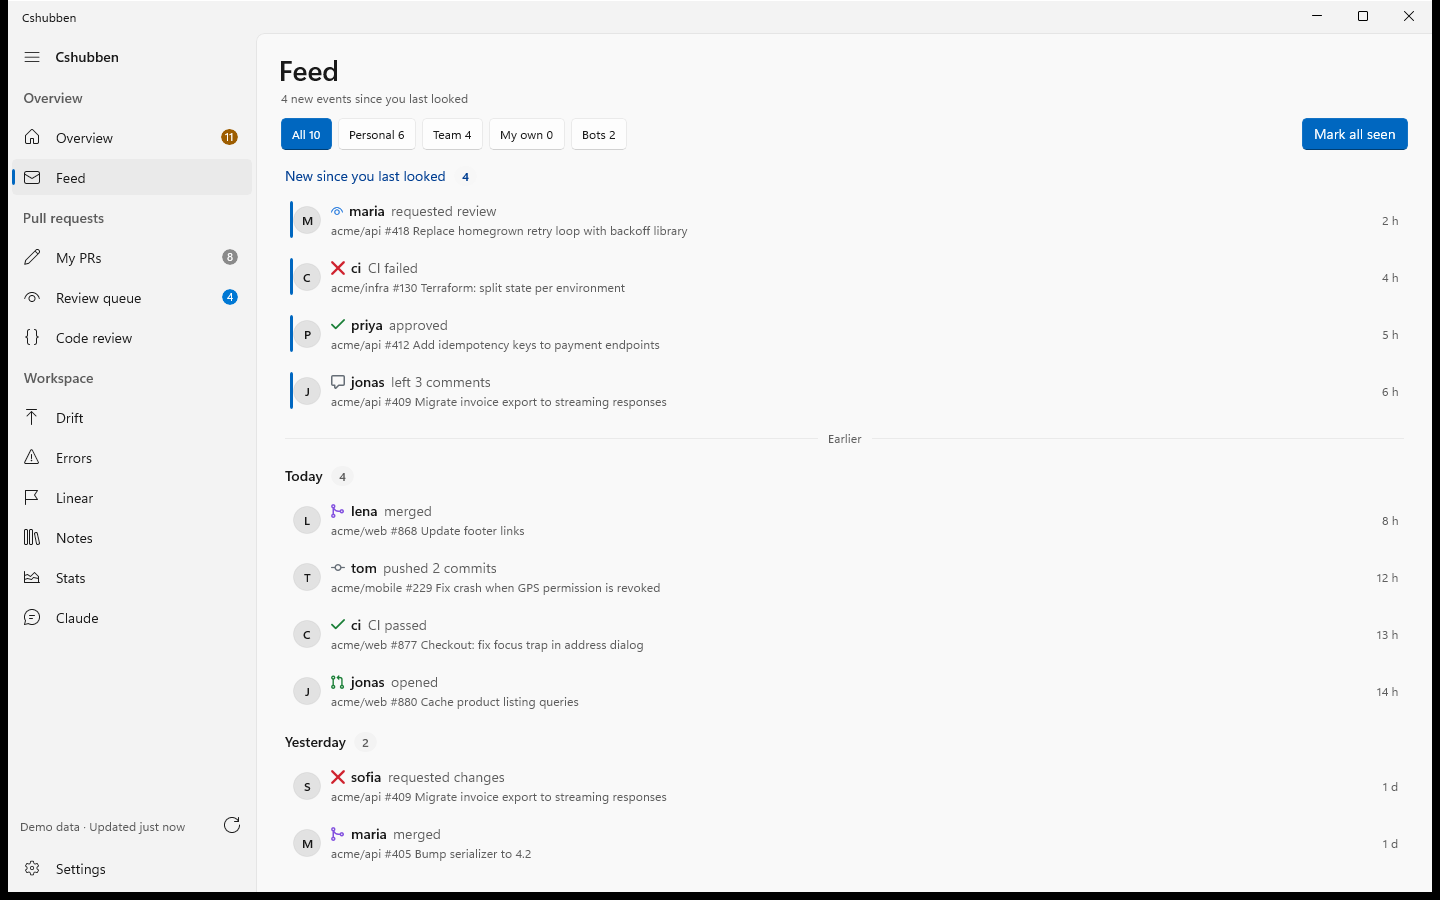 Cshubben
Cshubben
Overview
Overview 11
Feed
Pull requests
My PRs 8
Review queue 4
Code review
Workspace
Drift
Errors
Linear
Notes
Stats
Claude
Demo data · Updated just now
Settings
Feed
4 new events since you last looked
All 10 Personal 6 Team 4 My own 0 Bots 2 Mark all seen
New since you last looked 4
M maria requested review 2 h
acme/api #418 Replace homegrown retry loop with backoff library
C ci CI failed 4 h
acme/infra #130 Terraform: split state per environment
P priya approved 5 h
acme/api #412 Add idempotency keys to payment endpoints
J jonas left 3 comments 6 h
acme/api #409 Migrate invoice export to streaming responses
Earlier
Today 4
L lena merged 8 h
acme/web #868 Update footer links
T tom pushed 2 commits 12 h
acme/mobile #229 Fix crash when GPS permission is revoked
C ci CI passed 13 h
acme/web #877 Checkout: fix focus trap in address dialog
J jonas opened 14 h
acme/web #880 Cache product listing queries
Yesterday 2
S sofia requested changes 1 d
acme/api #409 Migrate invoice export to streaming responses
M maria merged 1 d
acme/api #405 Bump serializer to 4.2